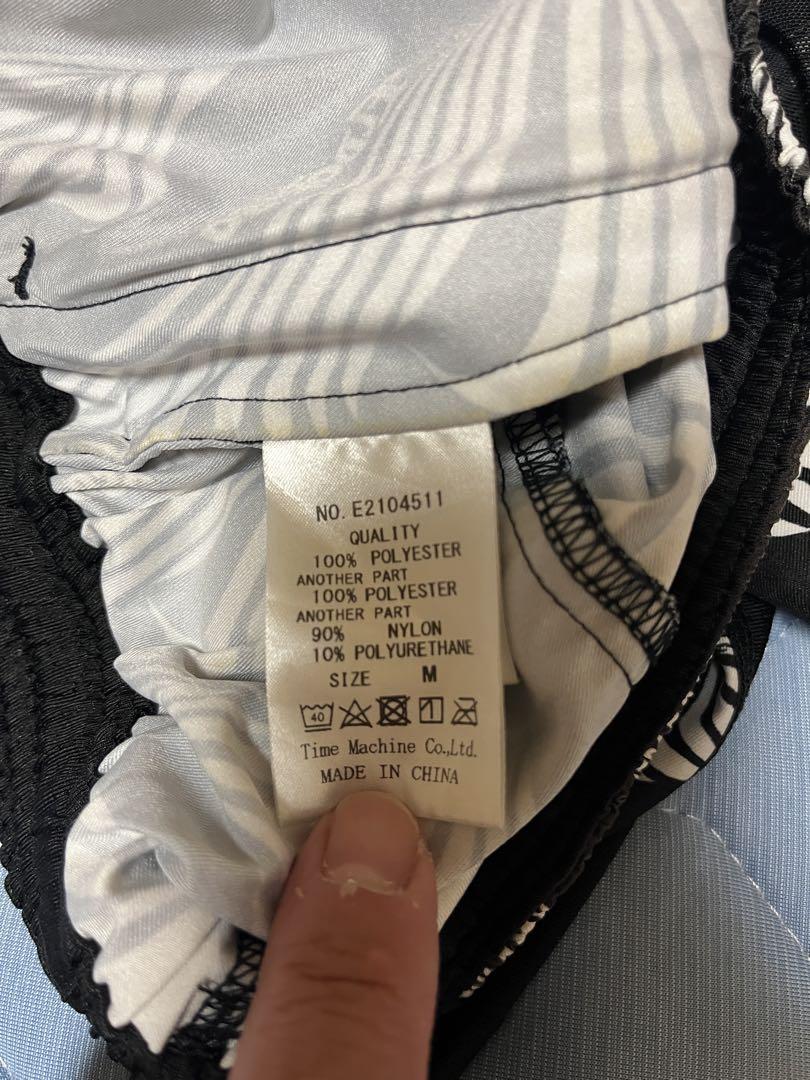 NO. E2104511
QUALITY
100% POLYESTER
ANOTHER PART
100% POLYESTER
ANOTHER PART
90% NYLON
10% POLYURETHANE
SIZE M
40
Time Machine Co.,Ltd.
MADE IN CHINA